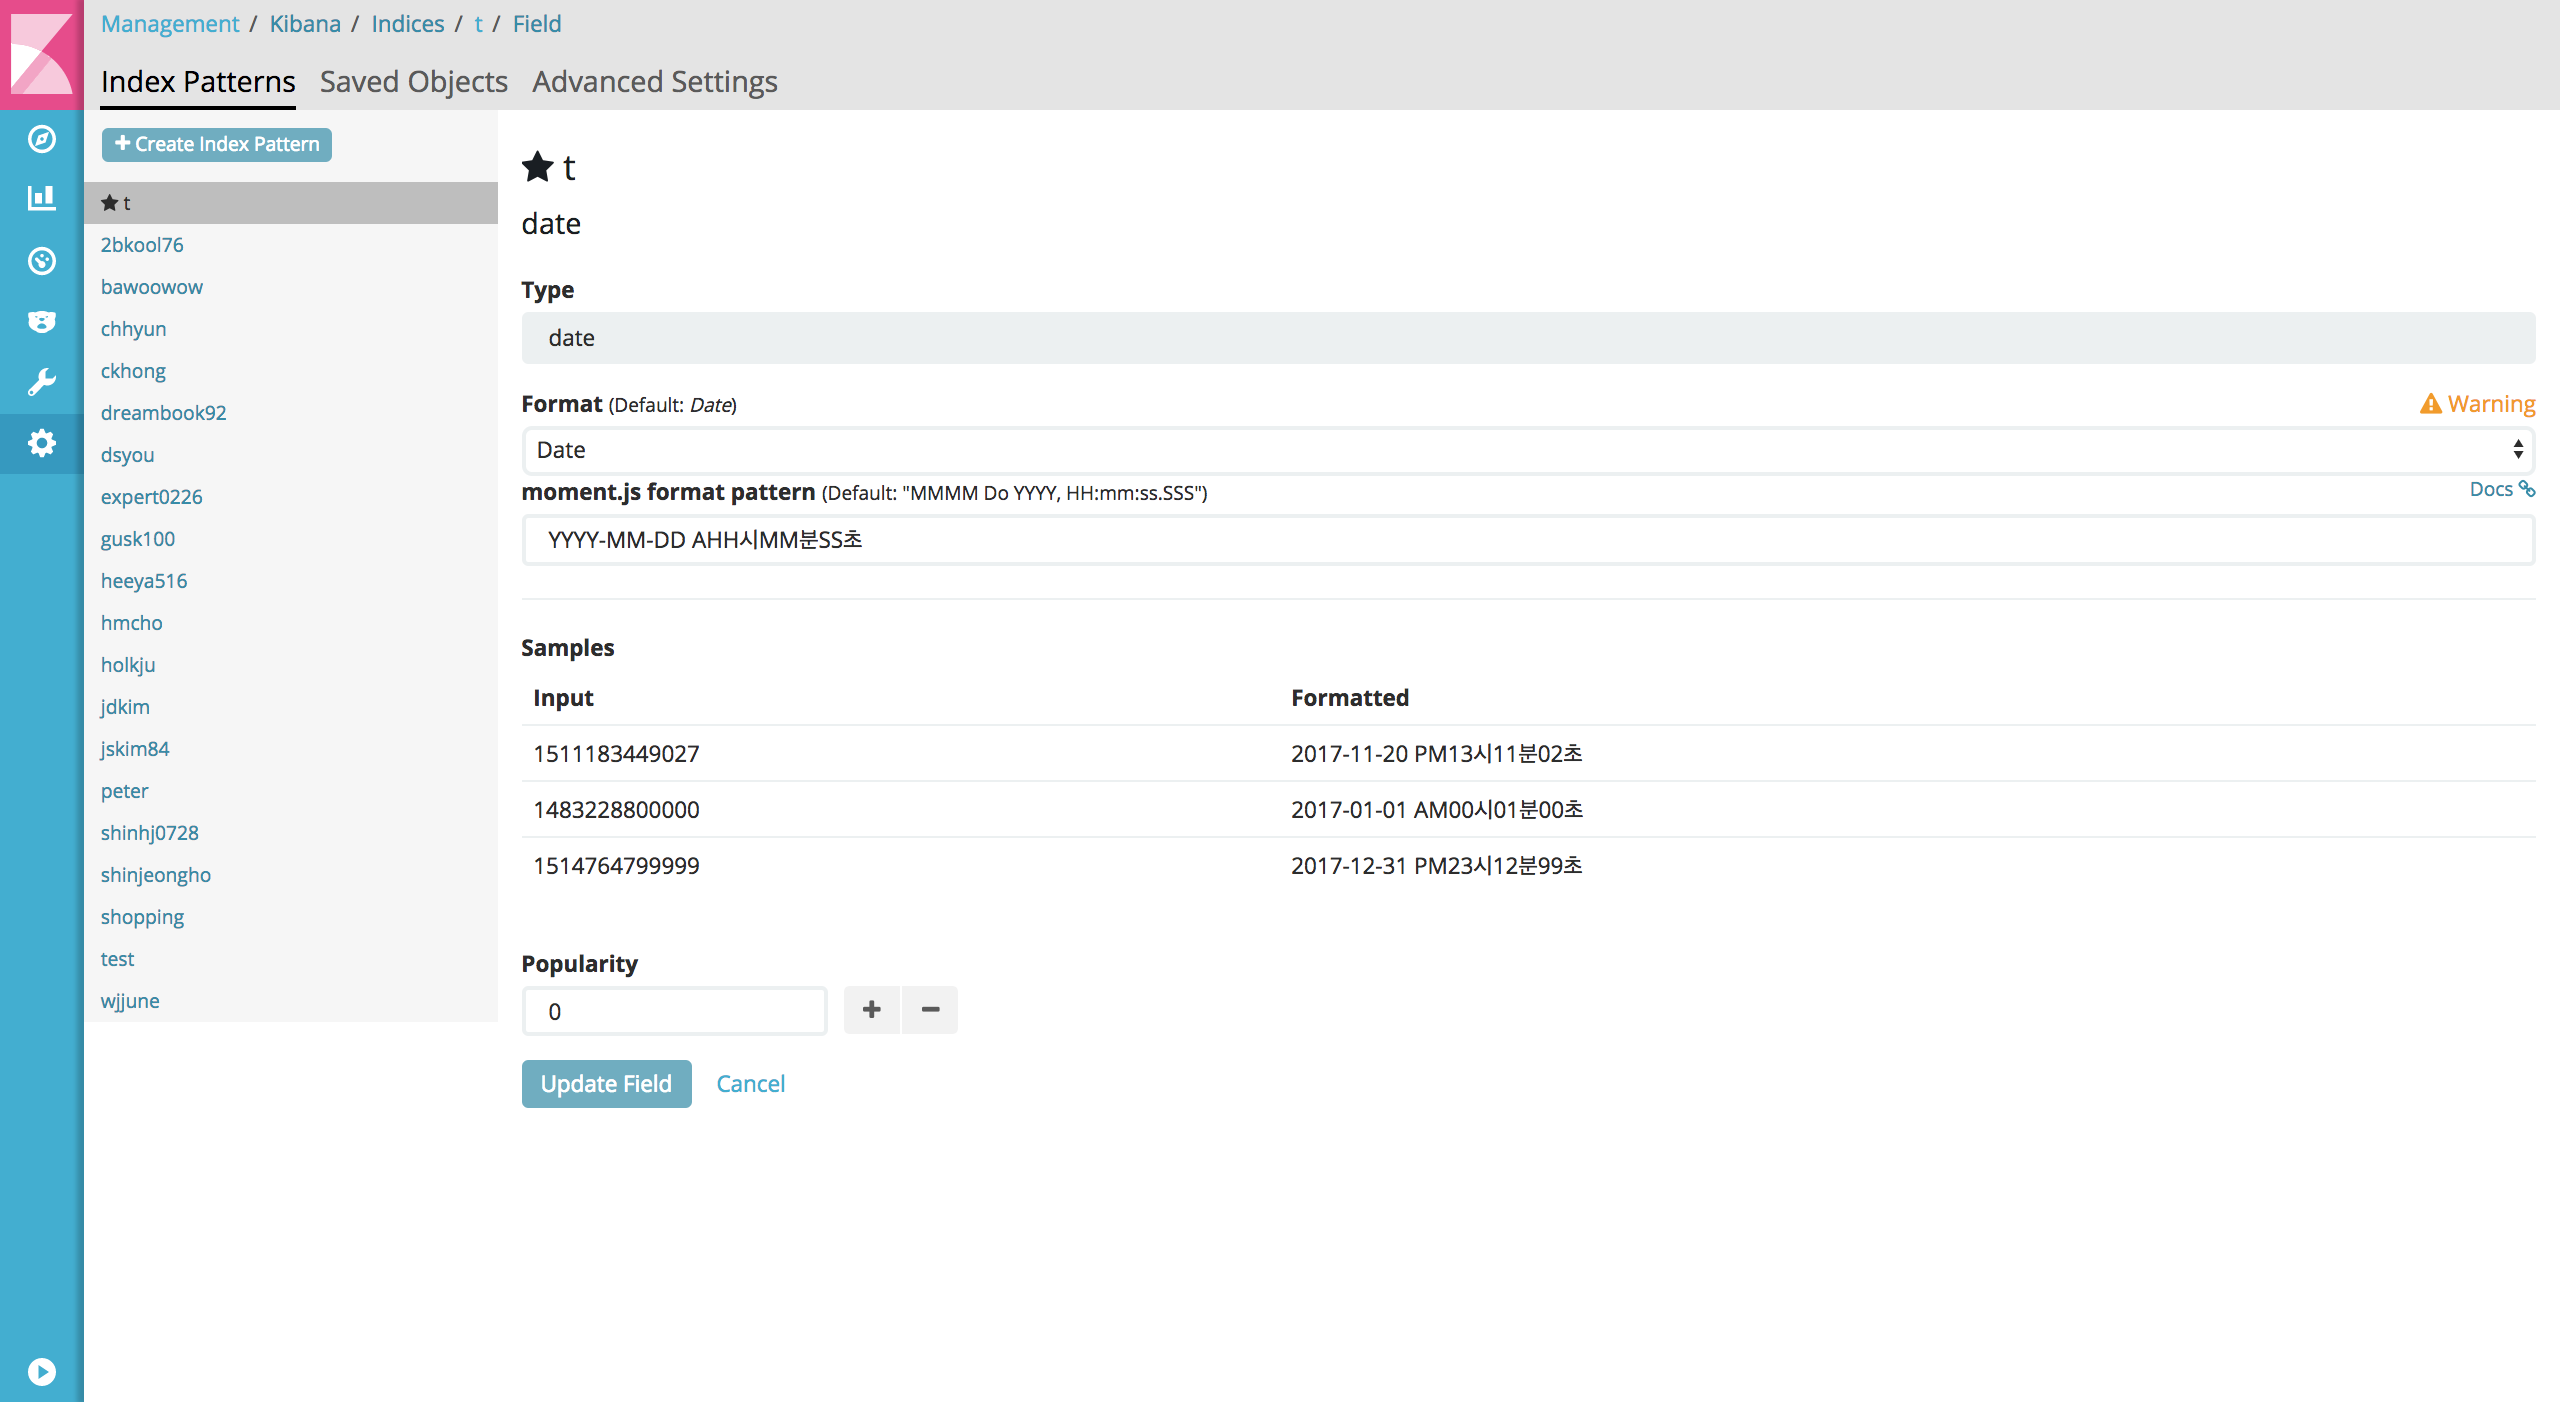 Management / Kibana / Indices / t / Field
Index Patterns Saved Objects Advanced Settings
Create Index Pattern
t
2bkool76
bawoowow
chhyun
ckhong
dreambook92
dsyou
expert0226
gusk100
heeya516
hmcho
holkju
jdkim
jskim84
peter
shinhj0728
shinjeongho
shopping
test
wjjune
t
date
Type
date
Format (Default: Date) Warning
Date
moment.js format pattern (Default: "MMMM Do YYYY, HH:mm:ss.SSS") Docs
YYYY-MM-DD AHH시MM분SS초
Samples
Input Formatted
1511183449027 2017-11-20 PM13시11분02초
1483228800000 2017-01-01 AM00시01분00초
1514764799999 2017-12-31 PM23시12분99초
Popularity
0
Update Field Cancel